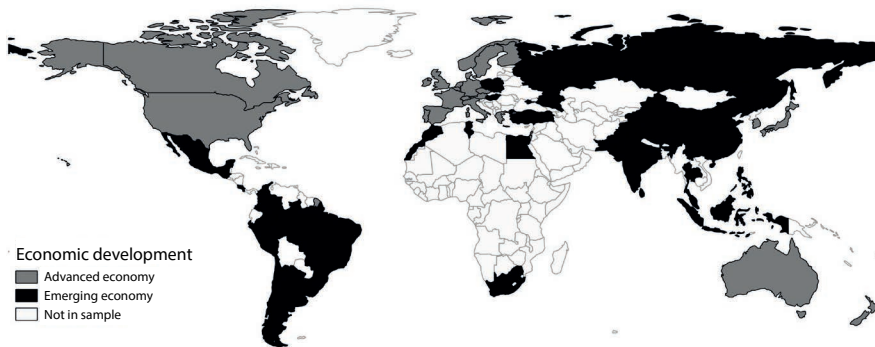 Economic development
Advanced economy
Emerging economy
Not in sample